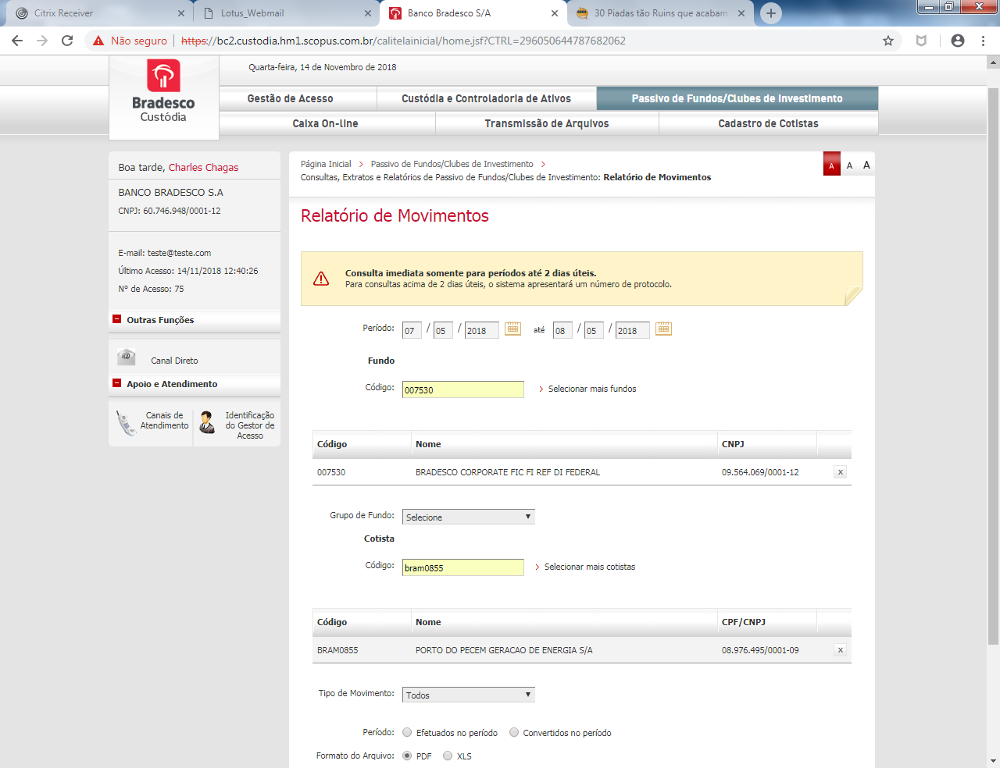 Citrix Receiver
Lotus_Webmail
Banco Bradesco S/A
30 Piadas tão Ruins que acabam
Não seguro
https://bc2.custodia.hm1.scopus.com.br/calitelainicial/home.jsf?CTRL=296050644787682062
Quarta-feira, 14 de Novembro de 2018
Bradesco
Custódia
Gestão de Acesso
Custódia e Controladoria de Ativos
Passivo de Fundos/Clubes de Investimento
Caixa On-line
Transmissão de Arquivos
Cadastro de Cotistas
Boa tarde, Charles Chagas
BANCO BRADESCO S.A
CNPJ: 60.746.948/0001-12
E-mail: teste@teste.com
Último Acesso: 14/11/2018 12:40:26
Nº de Acesso: 75
Outras Funções
Canal Direto
Apoio e Atendimento
Canais de
Atendimento
Identificação
do Gestor de
Acesso
Página Inicial > Passivo de Fundos/Clubes de Investimento >
Consultas, Extratos e Relatórios de Passivo de Fundos/Clubes de Investimento: Relatório de Movimentos
A A A
Relatório de Movimentos
Consulta imediata somente para períodos até 2 dias úteis.
Para consultas acima de 2 dias úteis, o sistema apresentará um número de protocolo.
Período: 07 / 05 / 2018 até 08 / 05 / 2018
Fundo
Código: 007530 > Selecionar mais fundos
Código Nome CNPJ
007530 BRADESCO CORPORATE FIC FI REF DI FEDERAL 09.564.069/0001-12 x
Grupo de Fundo: Selecione
Cotista
Código: bram0855 > Selecionar mais cotistas
Código Nome CPF/CNPJ
BRAM0855 PORTO DO PECEM GERACAO DE ENERGIA S/A 08.976.495/0001-09 x
Tipo de Movimento: Todos
Período: Efetuados no período Convertidos no período
Formato do Arquivo: PDF XLS